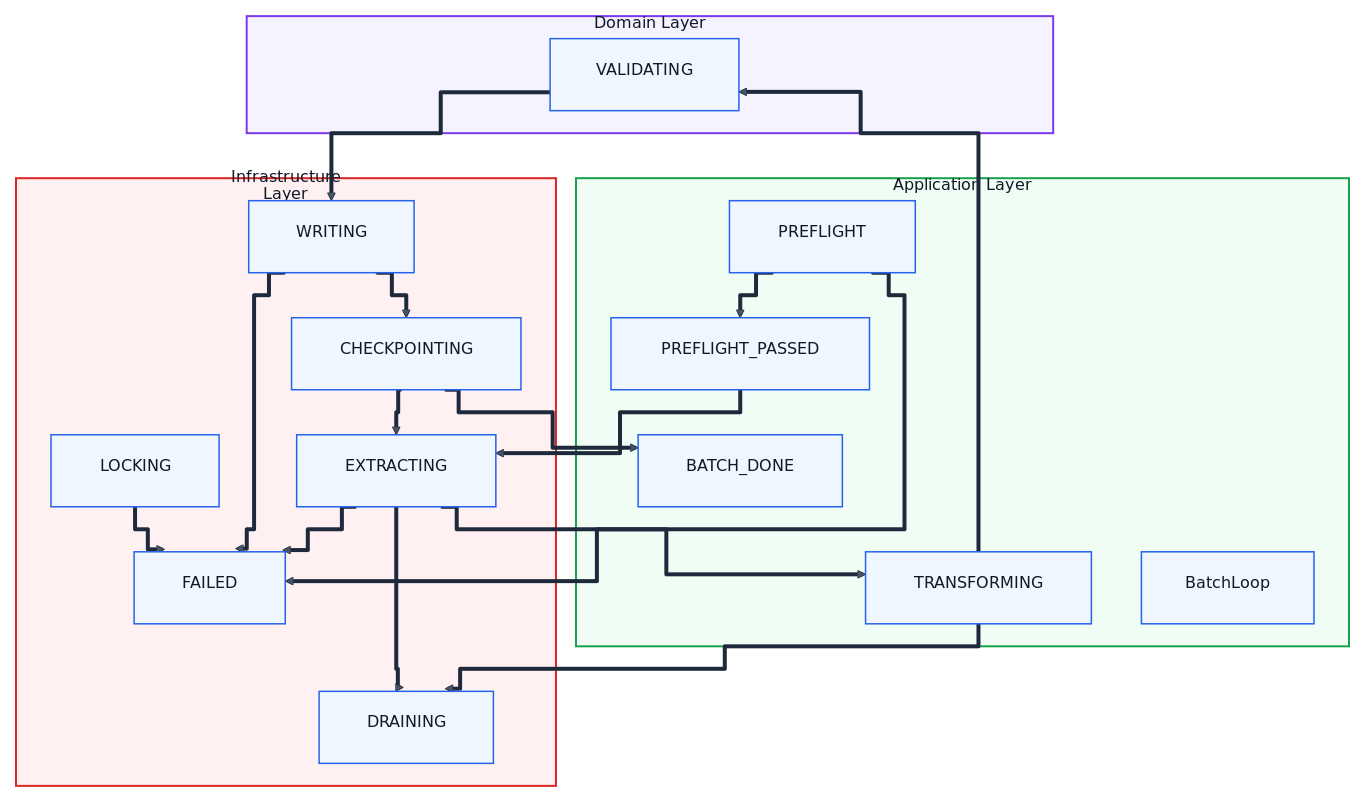 Domain Layer
VALIDATING
Infrastructure
Layer
Application Layer
WRITING
PREFLIGHT
CHECKPOINTING
PREFLIGHT_PASSED
LOCKING
EXTRACTING
BATCH_DONE
FAILED
TRANSFORMING
BatchLoop
DRAINING